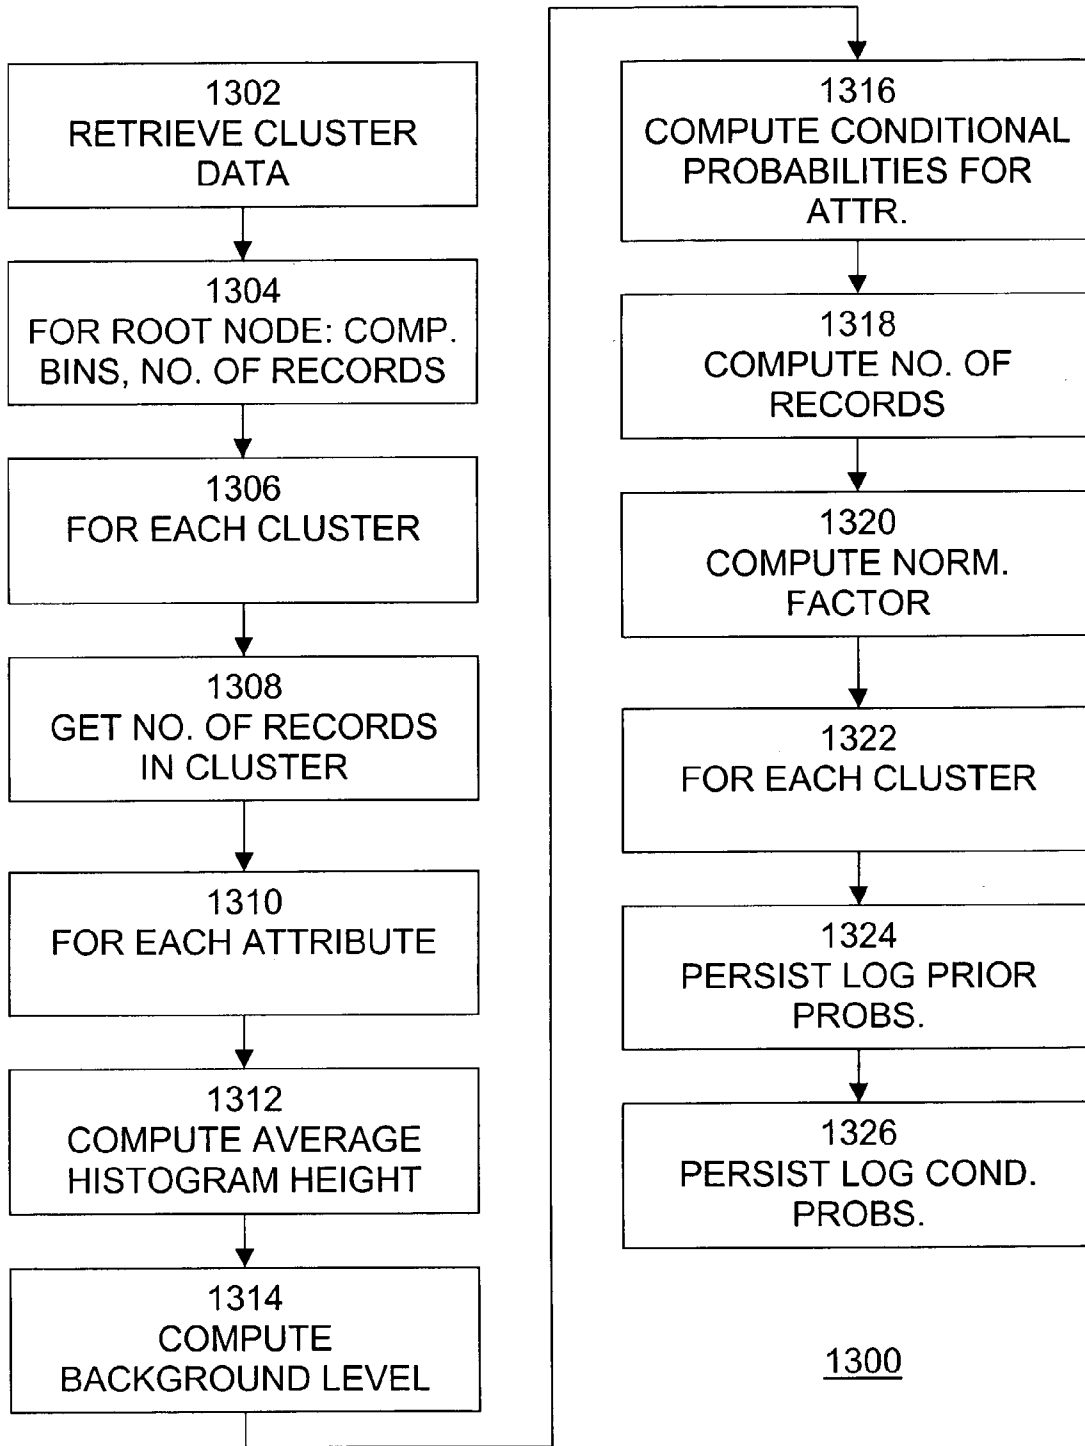 1302
RETRIEVE CLUSTER
DATA
1304
FOR ROOT NODE: COMP.
BINS, NO. OF RECORDS
1306
FOR EACH CLUSTER
1308
GET NO. OF RECORDS
IN CLUSTER
1310
FOR EACH ATTRIBUTE
1312
COMPUTE AVERAGE
HISTOGRAM HEIGHT
1314
COMPUTE
BACKGROUND LEVEL
1316
COMPUTE CONDITIONAL
PROBABILITIES FOR
ATTR.
1318
COMPUTE NO. OF
RECORDS
1320
COMPUTE NORM.
FACTOR
1322
FOR EACH CLUSTER
1324
PERSIST LOG PRIOR
PROBS.
1326
PERSIST LOG COND.
PROBS.
1300